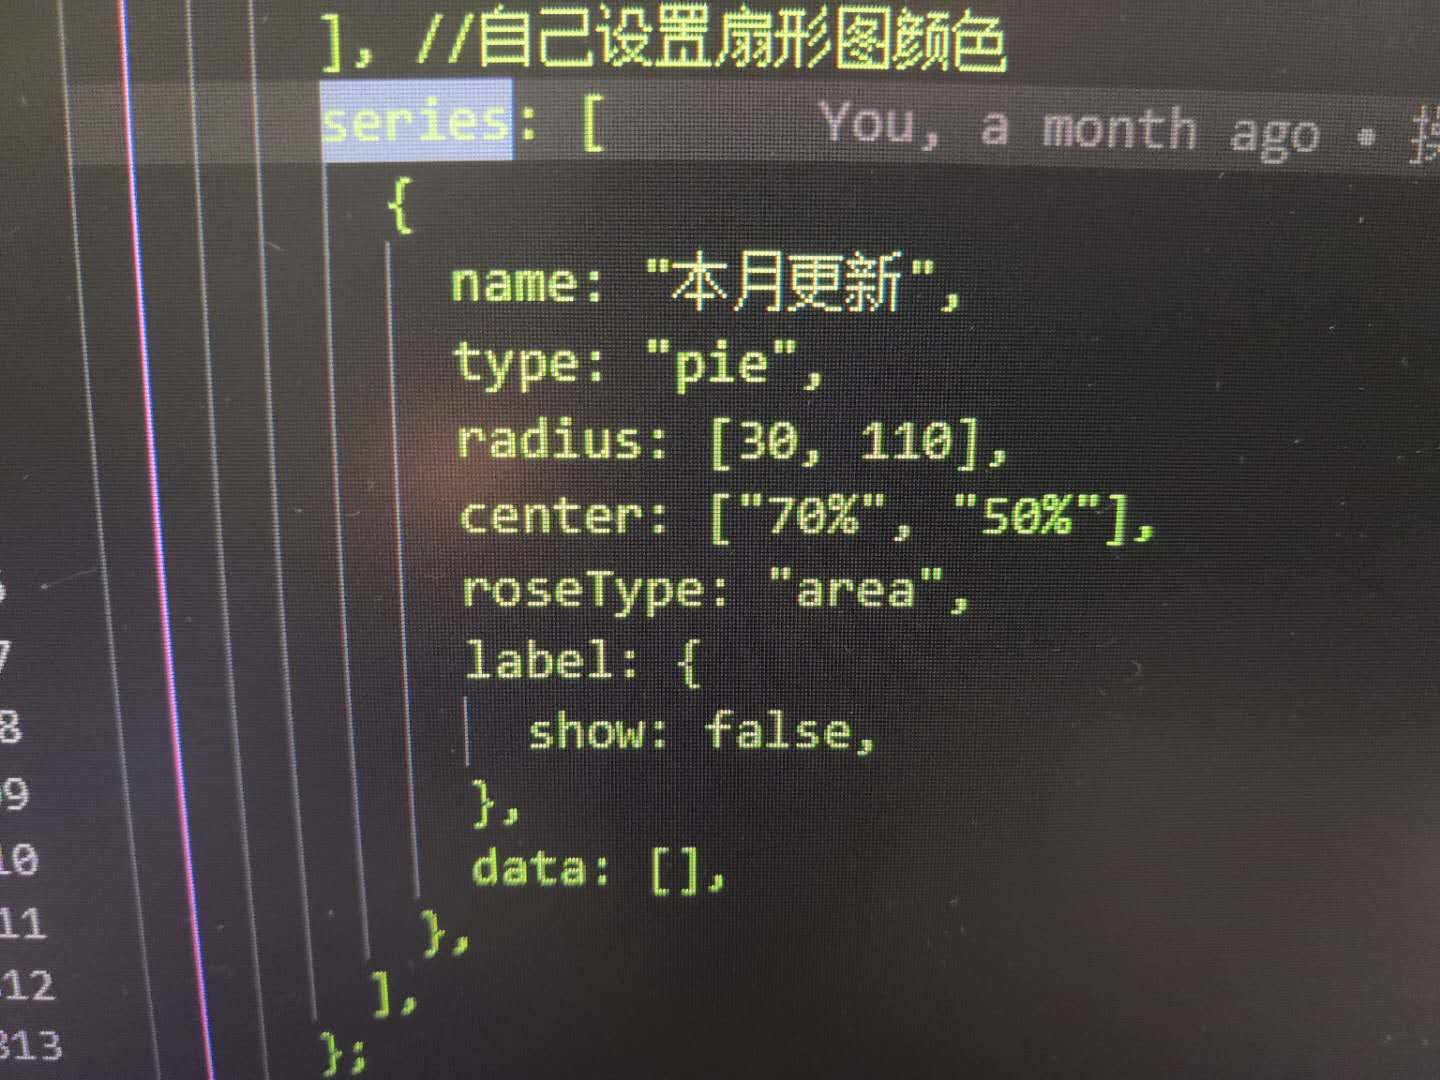 ], //自己设置扇形图颜色
series: [ You, a month ago •
{
name: "本月更新",
type: "pie",
radius: [30, 110],
center: ["70%", "50%"],
roseType: "area",
label: {
7
show: false,
8
},
9
data: [],
10
},
11
],
12
};
313